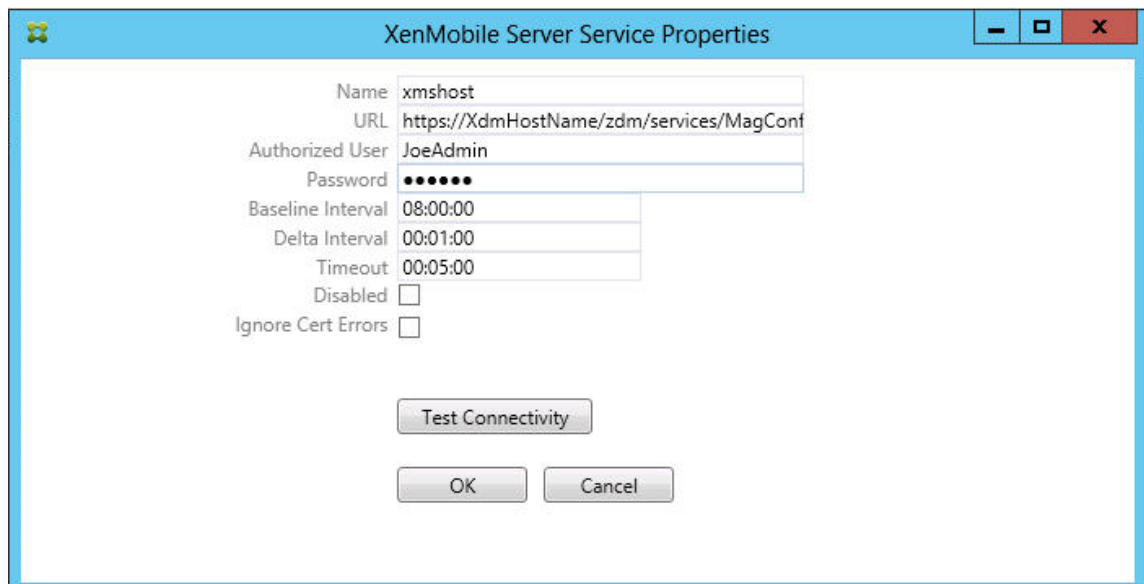 XenMobile Server Service Properties
Name xmshost
URL https://XdmHostName/zdm/services/MagConf
Authorized User JoeAdmin
Password ●●●●●●
Baseline Interval 08:00:00
Delta Interval 00:01:00
Timeout 00:05:00
Disabled
Ignore Cert Errors
Test Connectivity
OK Cancel